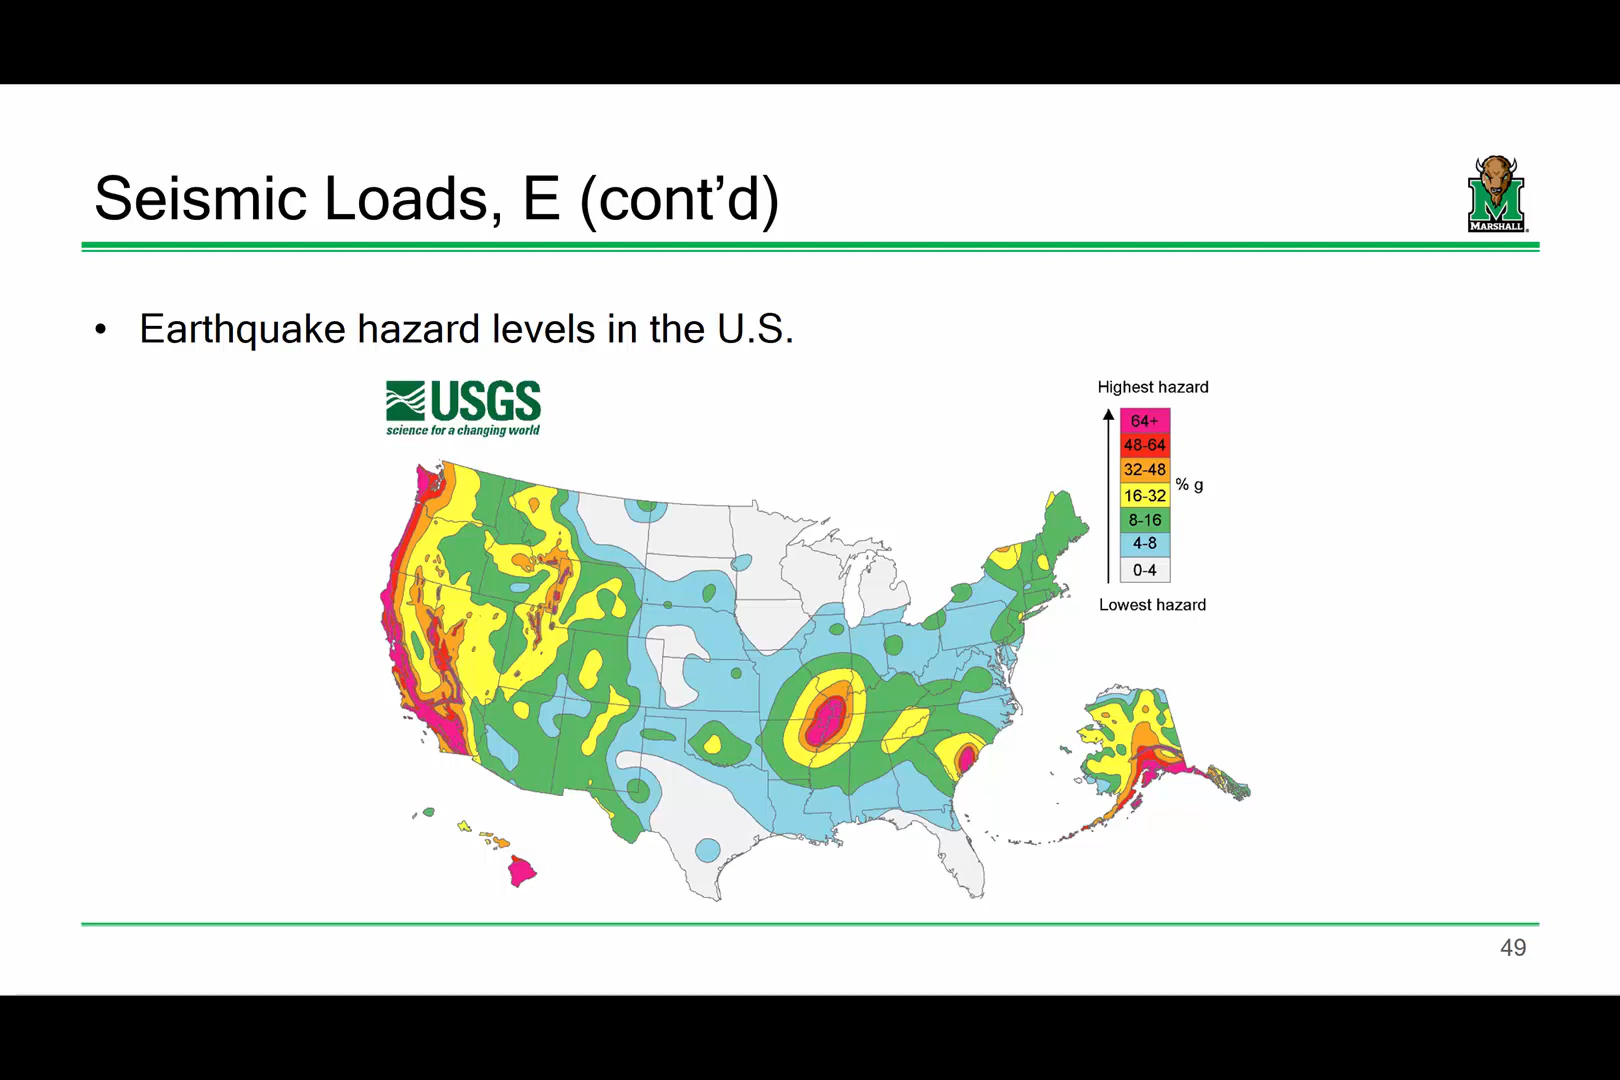 Seismic Loads, E (cont’d)
M
MARSHALL®
• Earthquake hazard levels in the U.S.
USGS
science for a changing world
Highest hazard
64+
48-64
32-48
16-32
8-16
4-8
0-4
% g
Lowest hazard
49